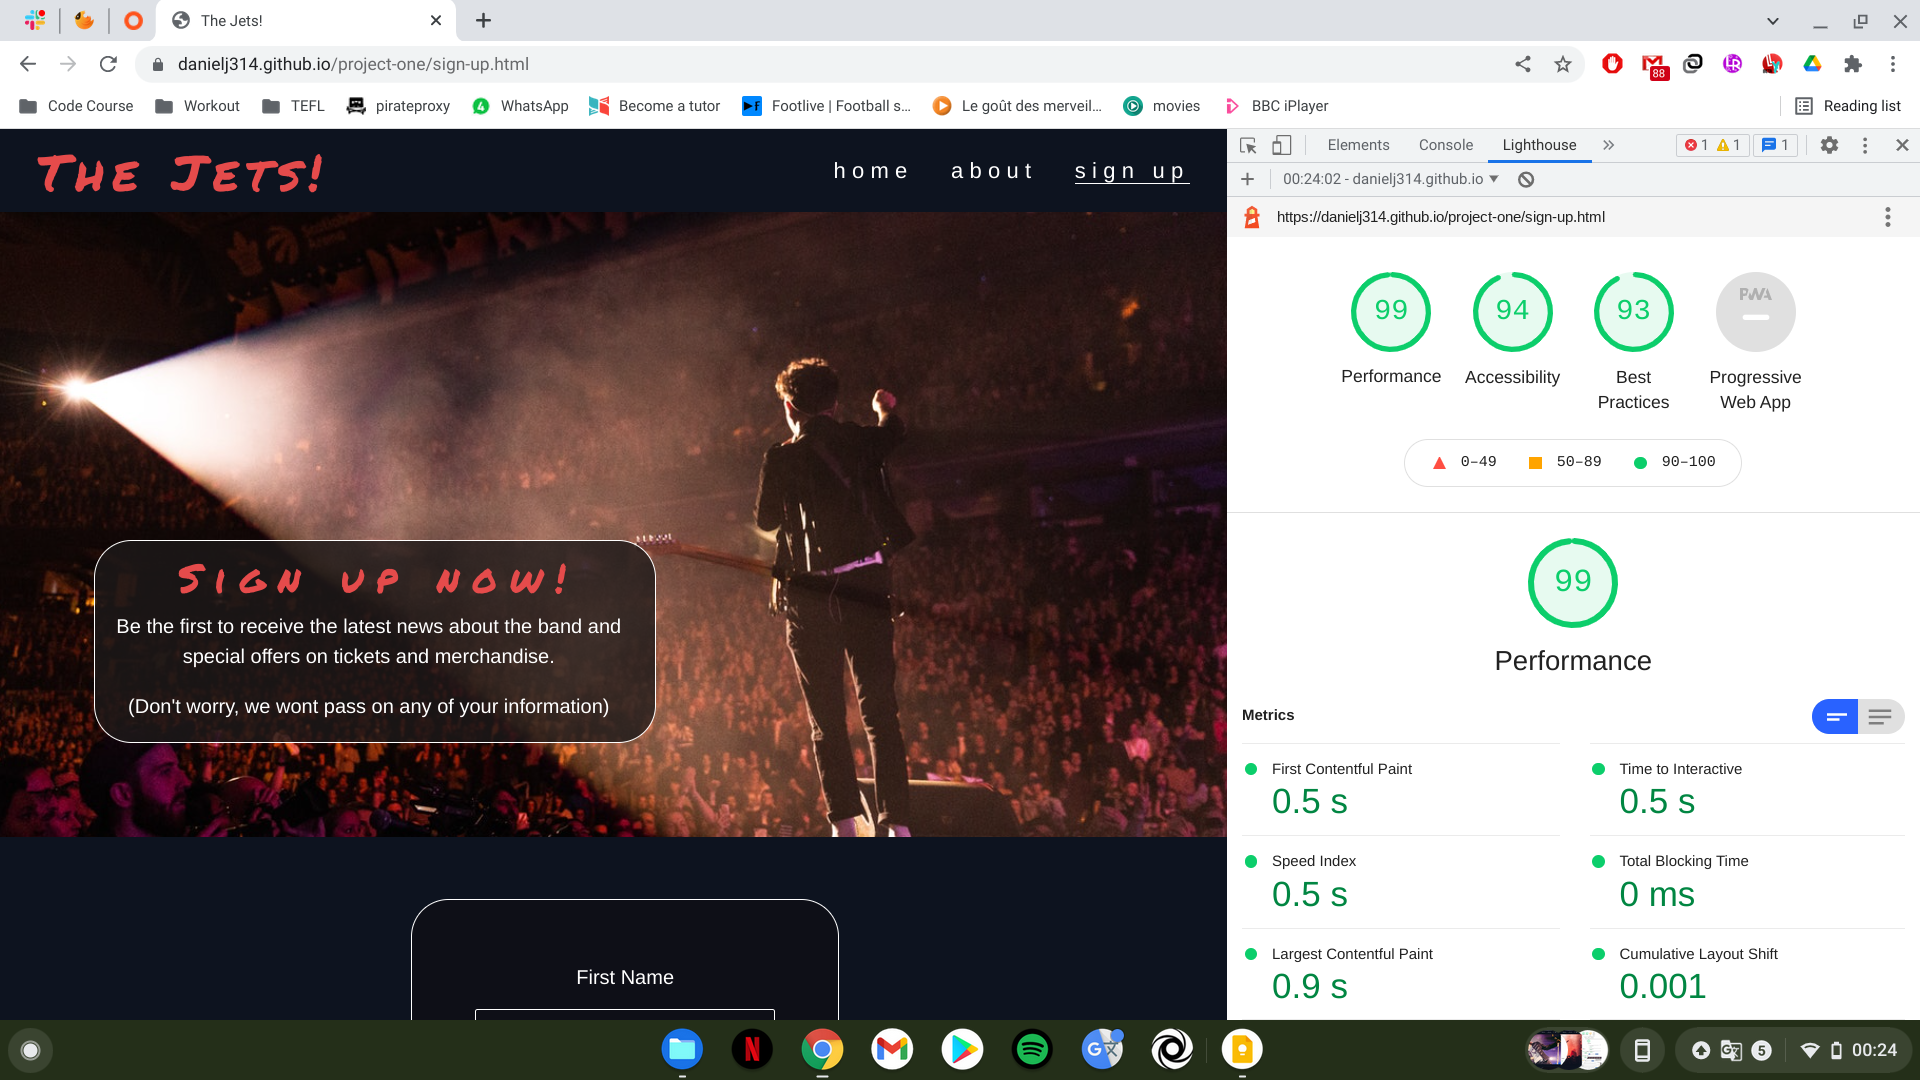 The Jets!
danielj314.github.io/project-one/sign-up.html
88
Code Course
Workout
TEFL
pirateproxy
4
WhatsApp
Become a tutor
Footlive | Football s...
Le goût des merveil...
movies
BBC iPlayer
Reading list
The Jets!
home
about
sign up
Sign up now!
Be the first to receive the latest news about the band and
special offers on tickets and merchandise.
(Don't worry, we wont pass on any of your information)
First Name
Elements
Console
Lighthouse
1
1
1
00:24:02 - danielj314.github.io
https://danielj314.github.io/project-one/sign-up.html
99
94
93
PWA
Performance
Accessibility
Best
Practices
Progressive
Web App
0–49
50–89
90–100
99
Performance
Metrics
First Contentful Paint
0.5 s
Time to Interactive
0.5 s
Speed Index
0.5 s
Total Blocking Time
0 ms
Largest Contentful Paint
0.9 s
Cumulative Layout Shift
0.001
5
00:24